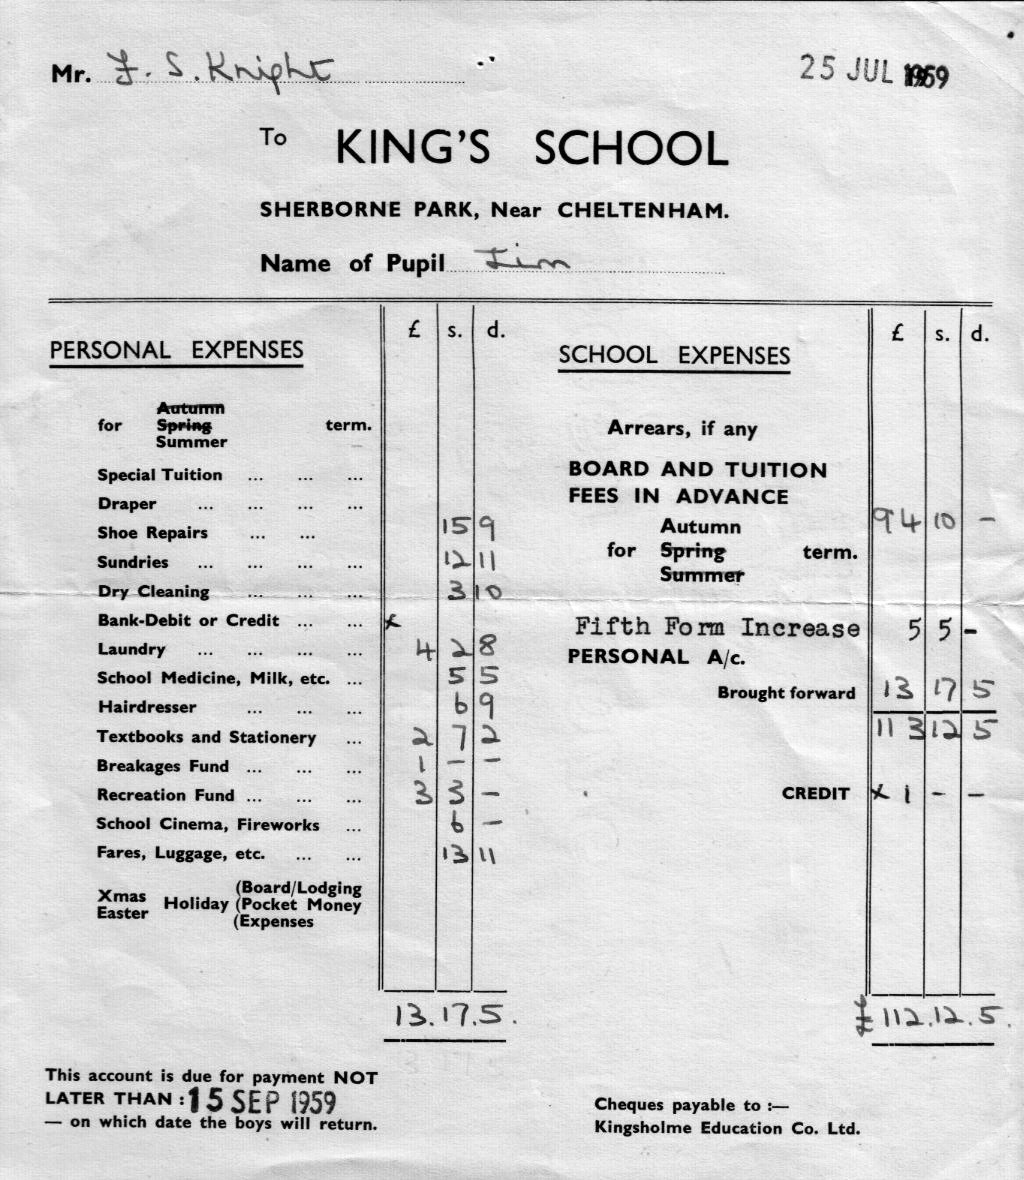 Mr. F. S. Knight
25 JUL 1959
To KING'S SCHOOL
SHERBORNE PARK, Near CHELTENHAM.
Name of Pupil Jim
PERSONAL EXPENSES £ s. d.
for Autumn Spring Summer term.
Special Tuition ... ... ...
Draper ... ... ... ...
Shoe Repairs ... ... 15 9
Sundries ... ... ... ... 12 11
Dry Cleaning ... ... ... 3 10
Bank-Debit or Credit ... ... x
Laundry ... ... ... ... 4 2 8
School Medicine, Milk, etc. ... 5 5
Hairdresser ... ... ... 6 9
Textbooks and Stationery ... 2 7 2
Breakages Fund ... ... ... 1 - -
Recreation Fund ... ... ... 3 3 -
School Cinema, Fireworks ... 6 -
Fares, Luggage, etc. ... ... 13 11
Xmas Easter Holiday (Board/Lodging
(Pocket Money
(Expenses
13.17.5.
SCHOOL EXPENSES £ s. d.
Arrears, if any
BOARD AND TUITION
FEES IN ADVANCE
for Autumn Spring Summer term. 94 10 -
Fifth Form Increase 5 5 -
PERSONAL A/c.
Brought forward 13 17 5
113 12 5
CREDIT x 1 - -
£112.12.5.
This account is due for payment NOT
LATER THAN : 15 SEP 1959
— on which date the boys will return.
Cheques payable to :—
Kingsholme Education Co. Ltd.